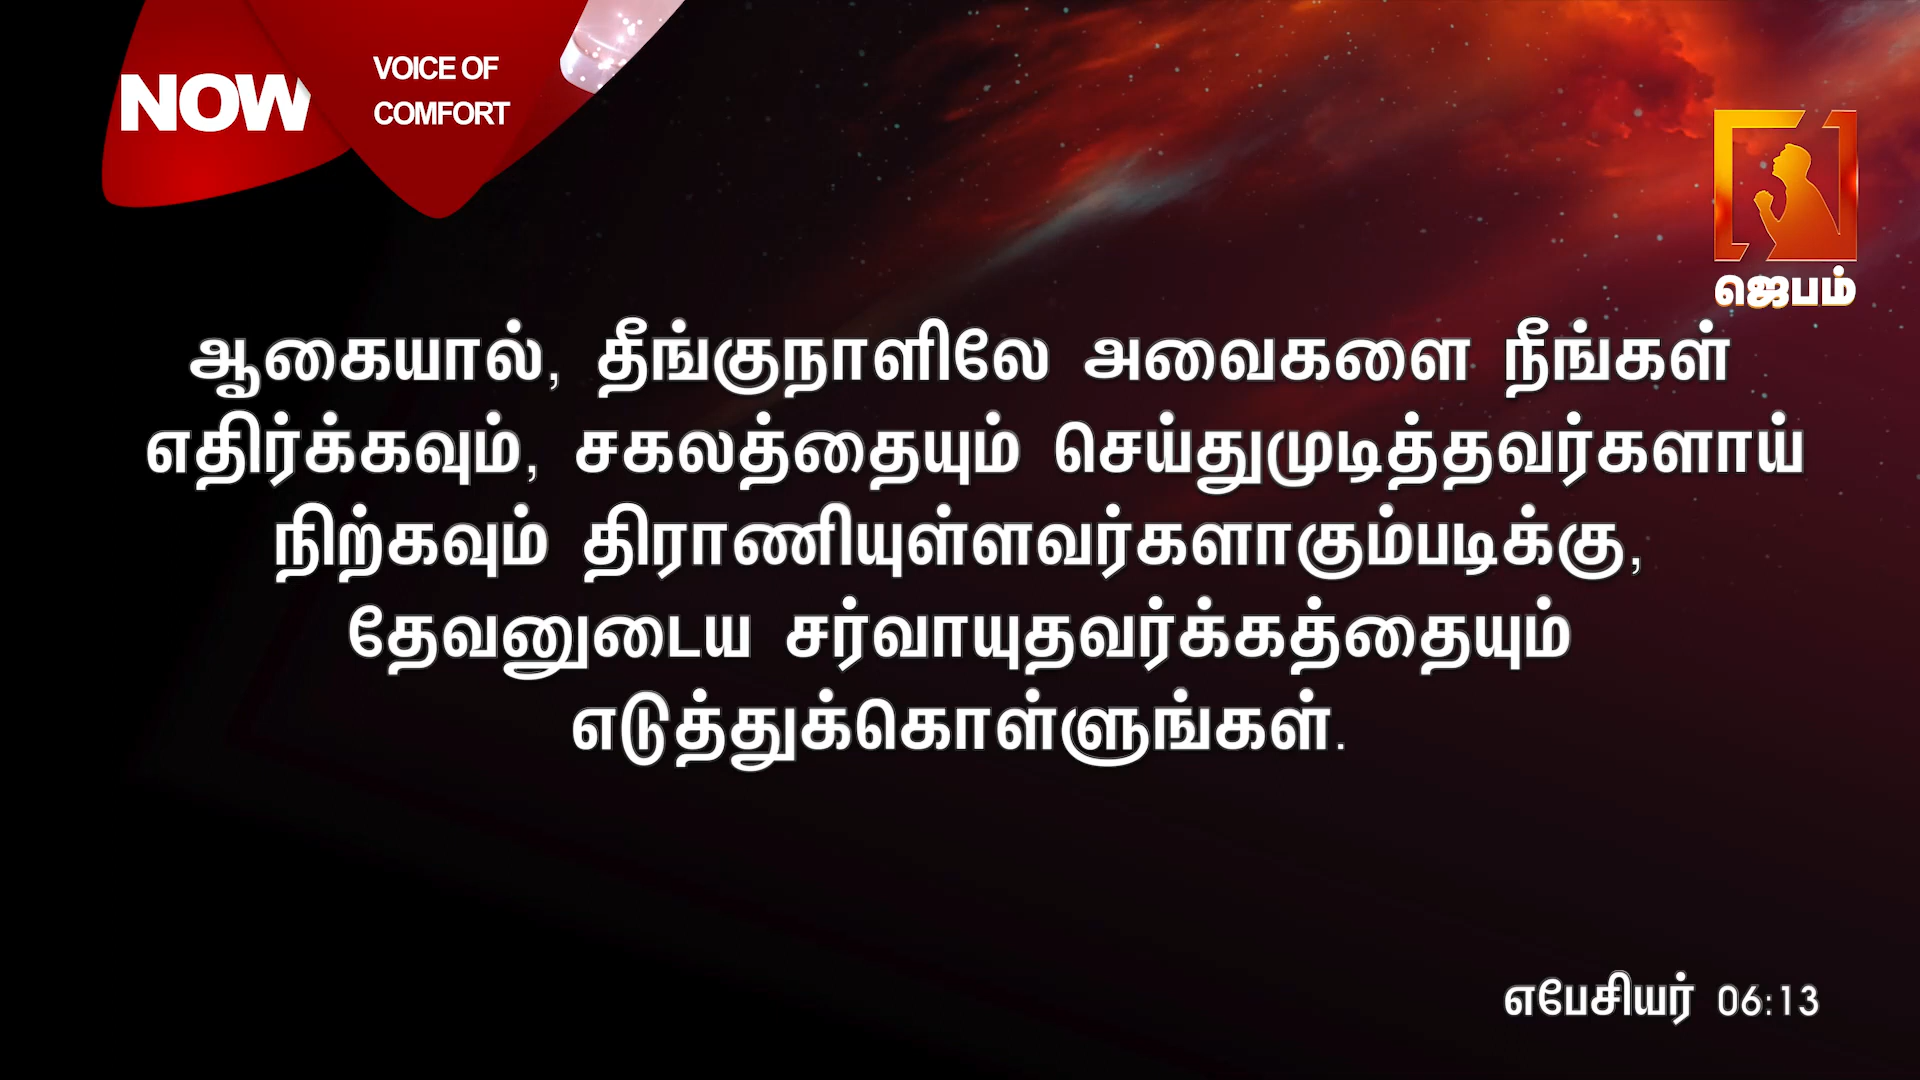 NOW
VOICE OF
COMFORT
ஜெபம்
ஆகையால், தீங்குநாளிலே அவைகளை நீங்கள்
எதிர்க்கவும், சகலத்தையும் செய்துமுடித்தவர்களாய்
நிற்கவும் திராணியுள்ளவர்களாகும்படிக்கு,
தேவனுடைய சர்வாயுதவர்க்கத்தையும்
எடுத்துக்கொள்ளுங்கள்.
எபேசியர் 06:13